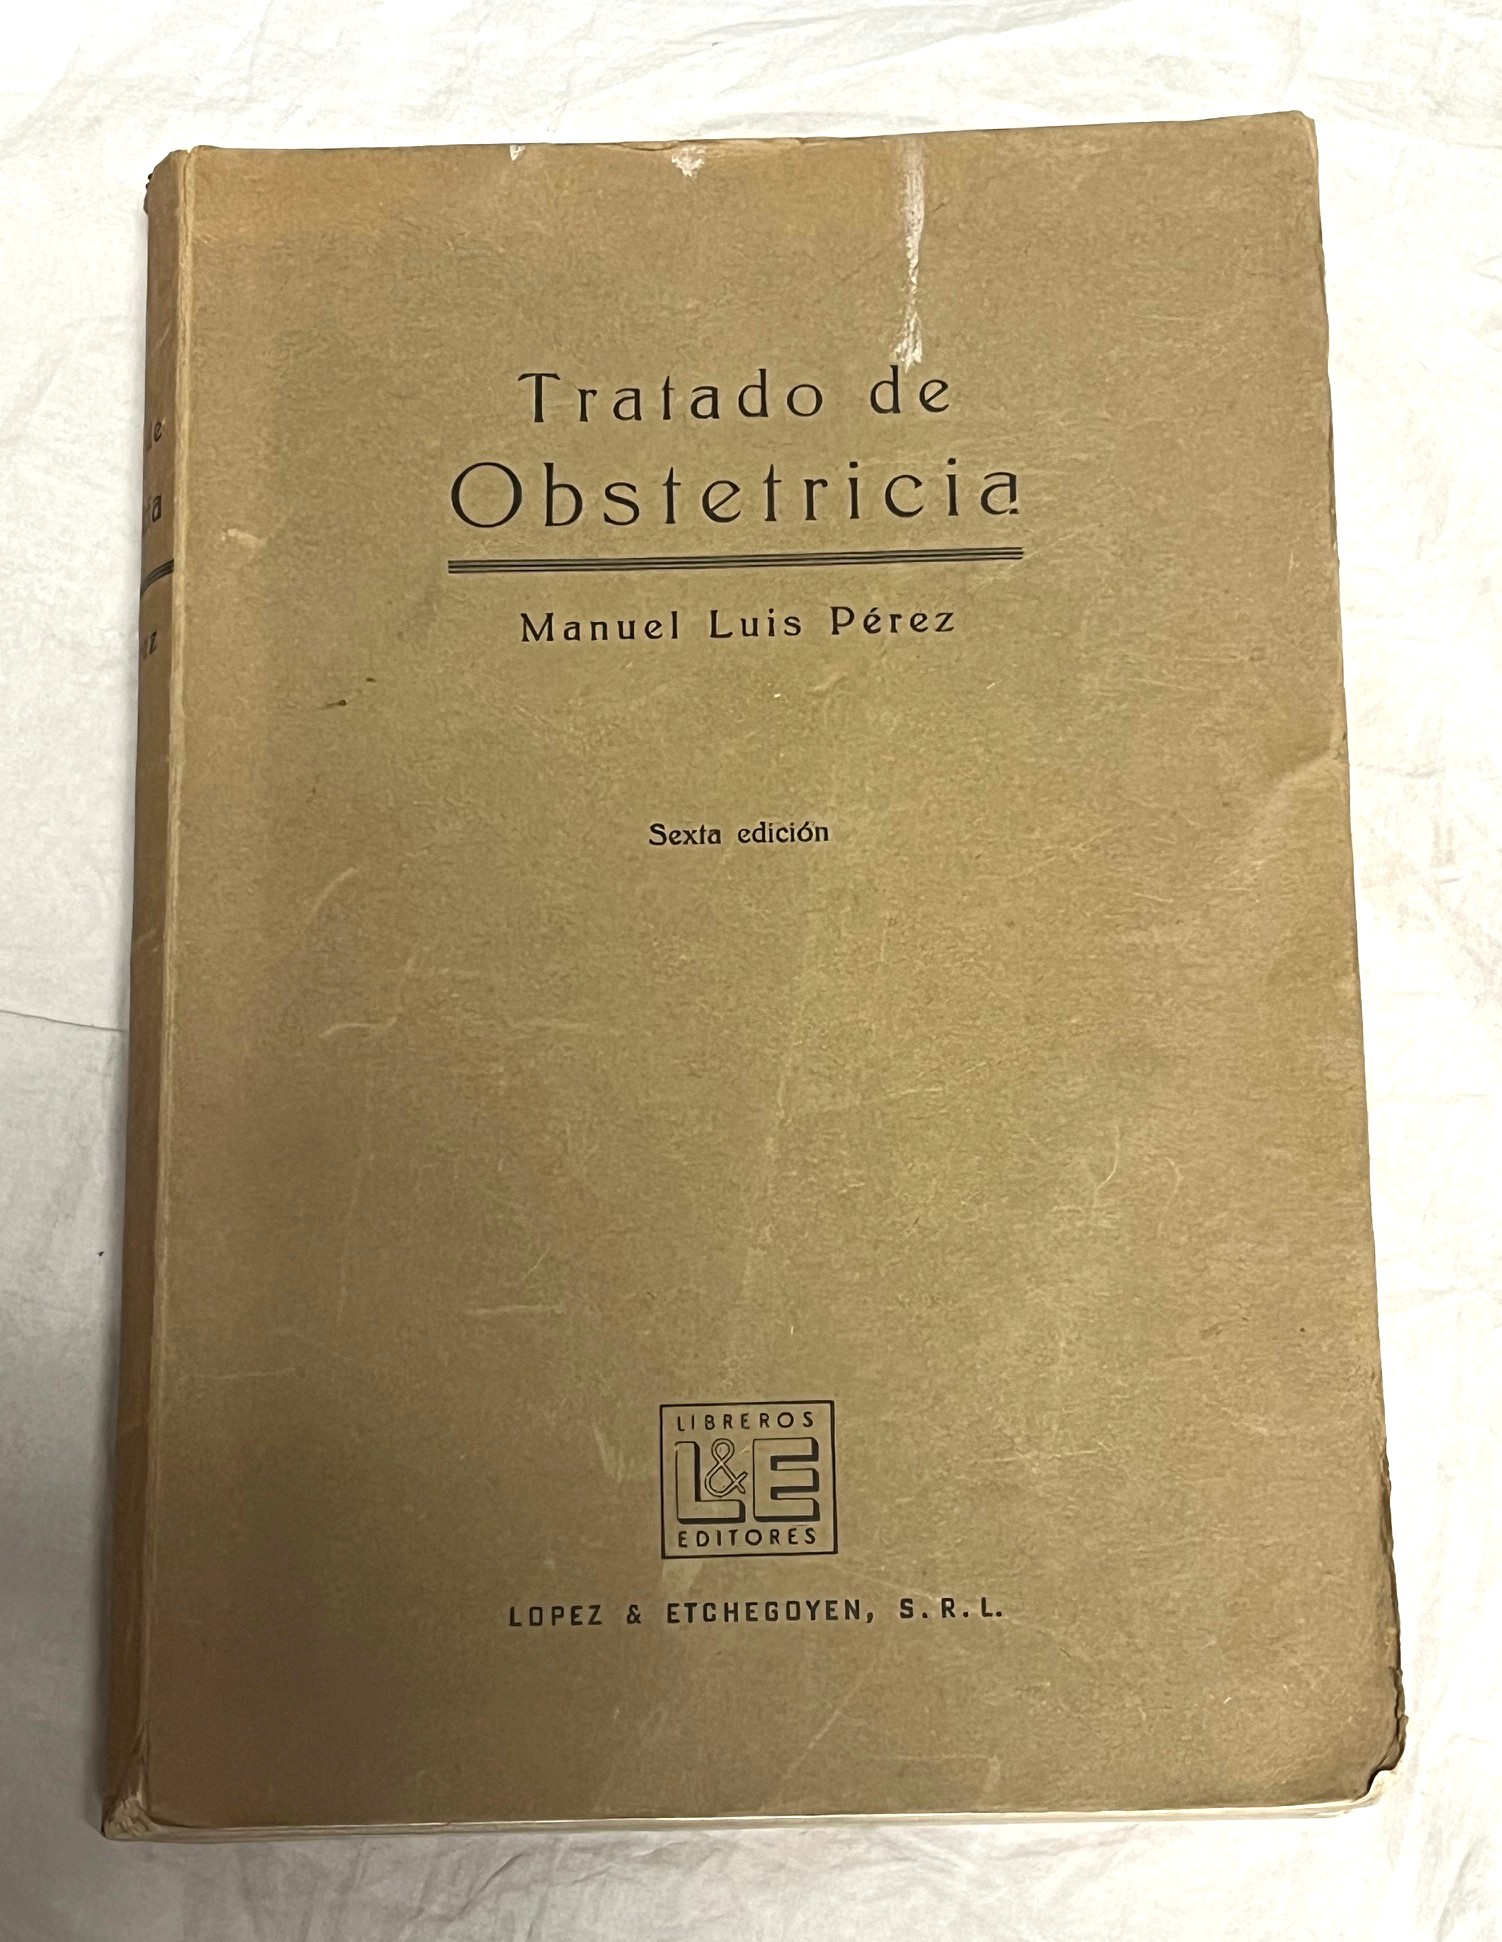 Tratado de
Obstetricia
Manuel Luis Pérez
Sexta edición
LIBREROS
L&E
EDITORES
LOPEZ & ETCHEGOYEN, S. R. L.